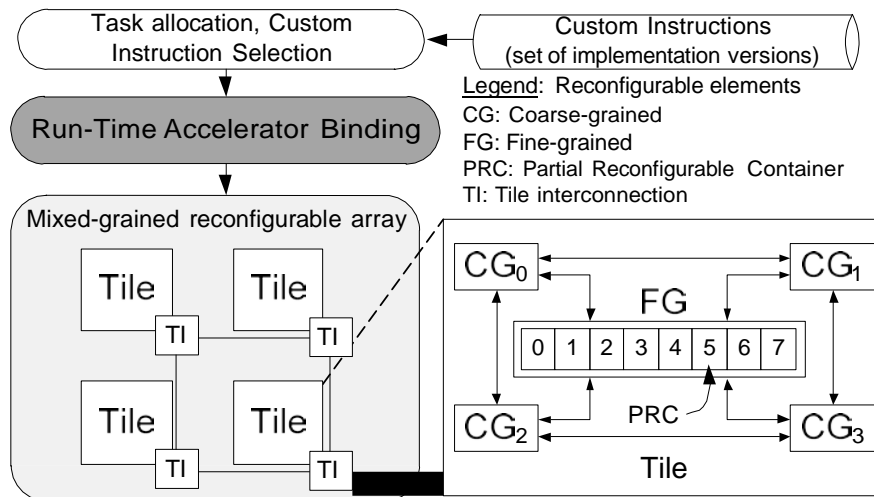 Task allocation, Custom
Instruction Selection
Custom Instructions
(set of implementation versions)
Run-Time Accelerator Binding
Legend: Reconfigurable elements
CG: Coarse-grained
FG: Fine-grained
PRC: Partial Reconfigurable Container
TI: Tile interconnection
Mixed-grained reconfigurable array
Tile
Tile
TI
TI
Tile
Tile
TI
TI
CG0
CG1
FG
0 1 2 3 4 5 6 7
PRC
CG2
CG3
Tile